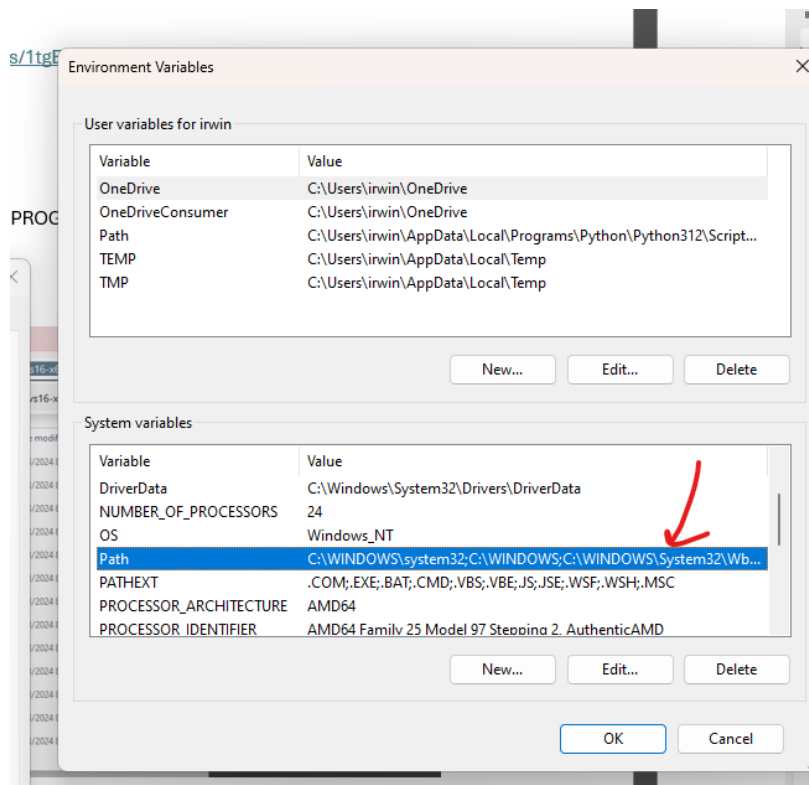 s/1tgE
Environment Variables
User variables for irwin
Variable Value
OneDrive C:\Users\irwin\OneDrive
OneDriveConsumer C:\Users\irwin\OneDrive
Path C:\Users\irwin\AppData\Local\Programs\Python\Python312\Script...
TEMP C:\Users\irwin\AppData\Local\Temp
TMP C:\Users\irwin\AppData\Local\Temp
PROG
New... Edit... Delete
System variables
Variable Value
DriverData C:\Windows\System32\Drivers\DriverData
NUMBER_OF_PROCESSORS 24
OS Windows_NT
Path C:\WINDOWS\system32;C:\WINDOWS;C:\WINDOWS\System32\Wb...
PATHEXT .COM;.EXE;.BAT;.CMD;.VBS;.VBE;.JS;.JSE;.WSF;.WSH;.MSC
PROCESSOR_ARCHITECTURE AMD64
PROCESSOR_IDENTIFIER AMD64 Family 25 Model 97 Stepping 2, AuthenticAMD
New... Edit... Delete
OK Cancel